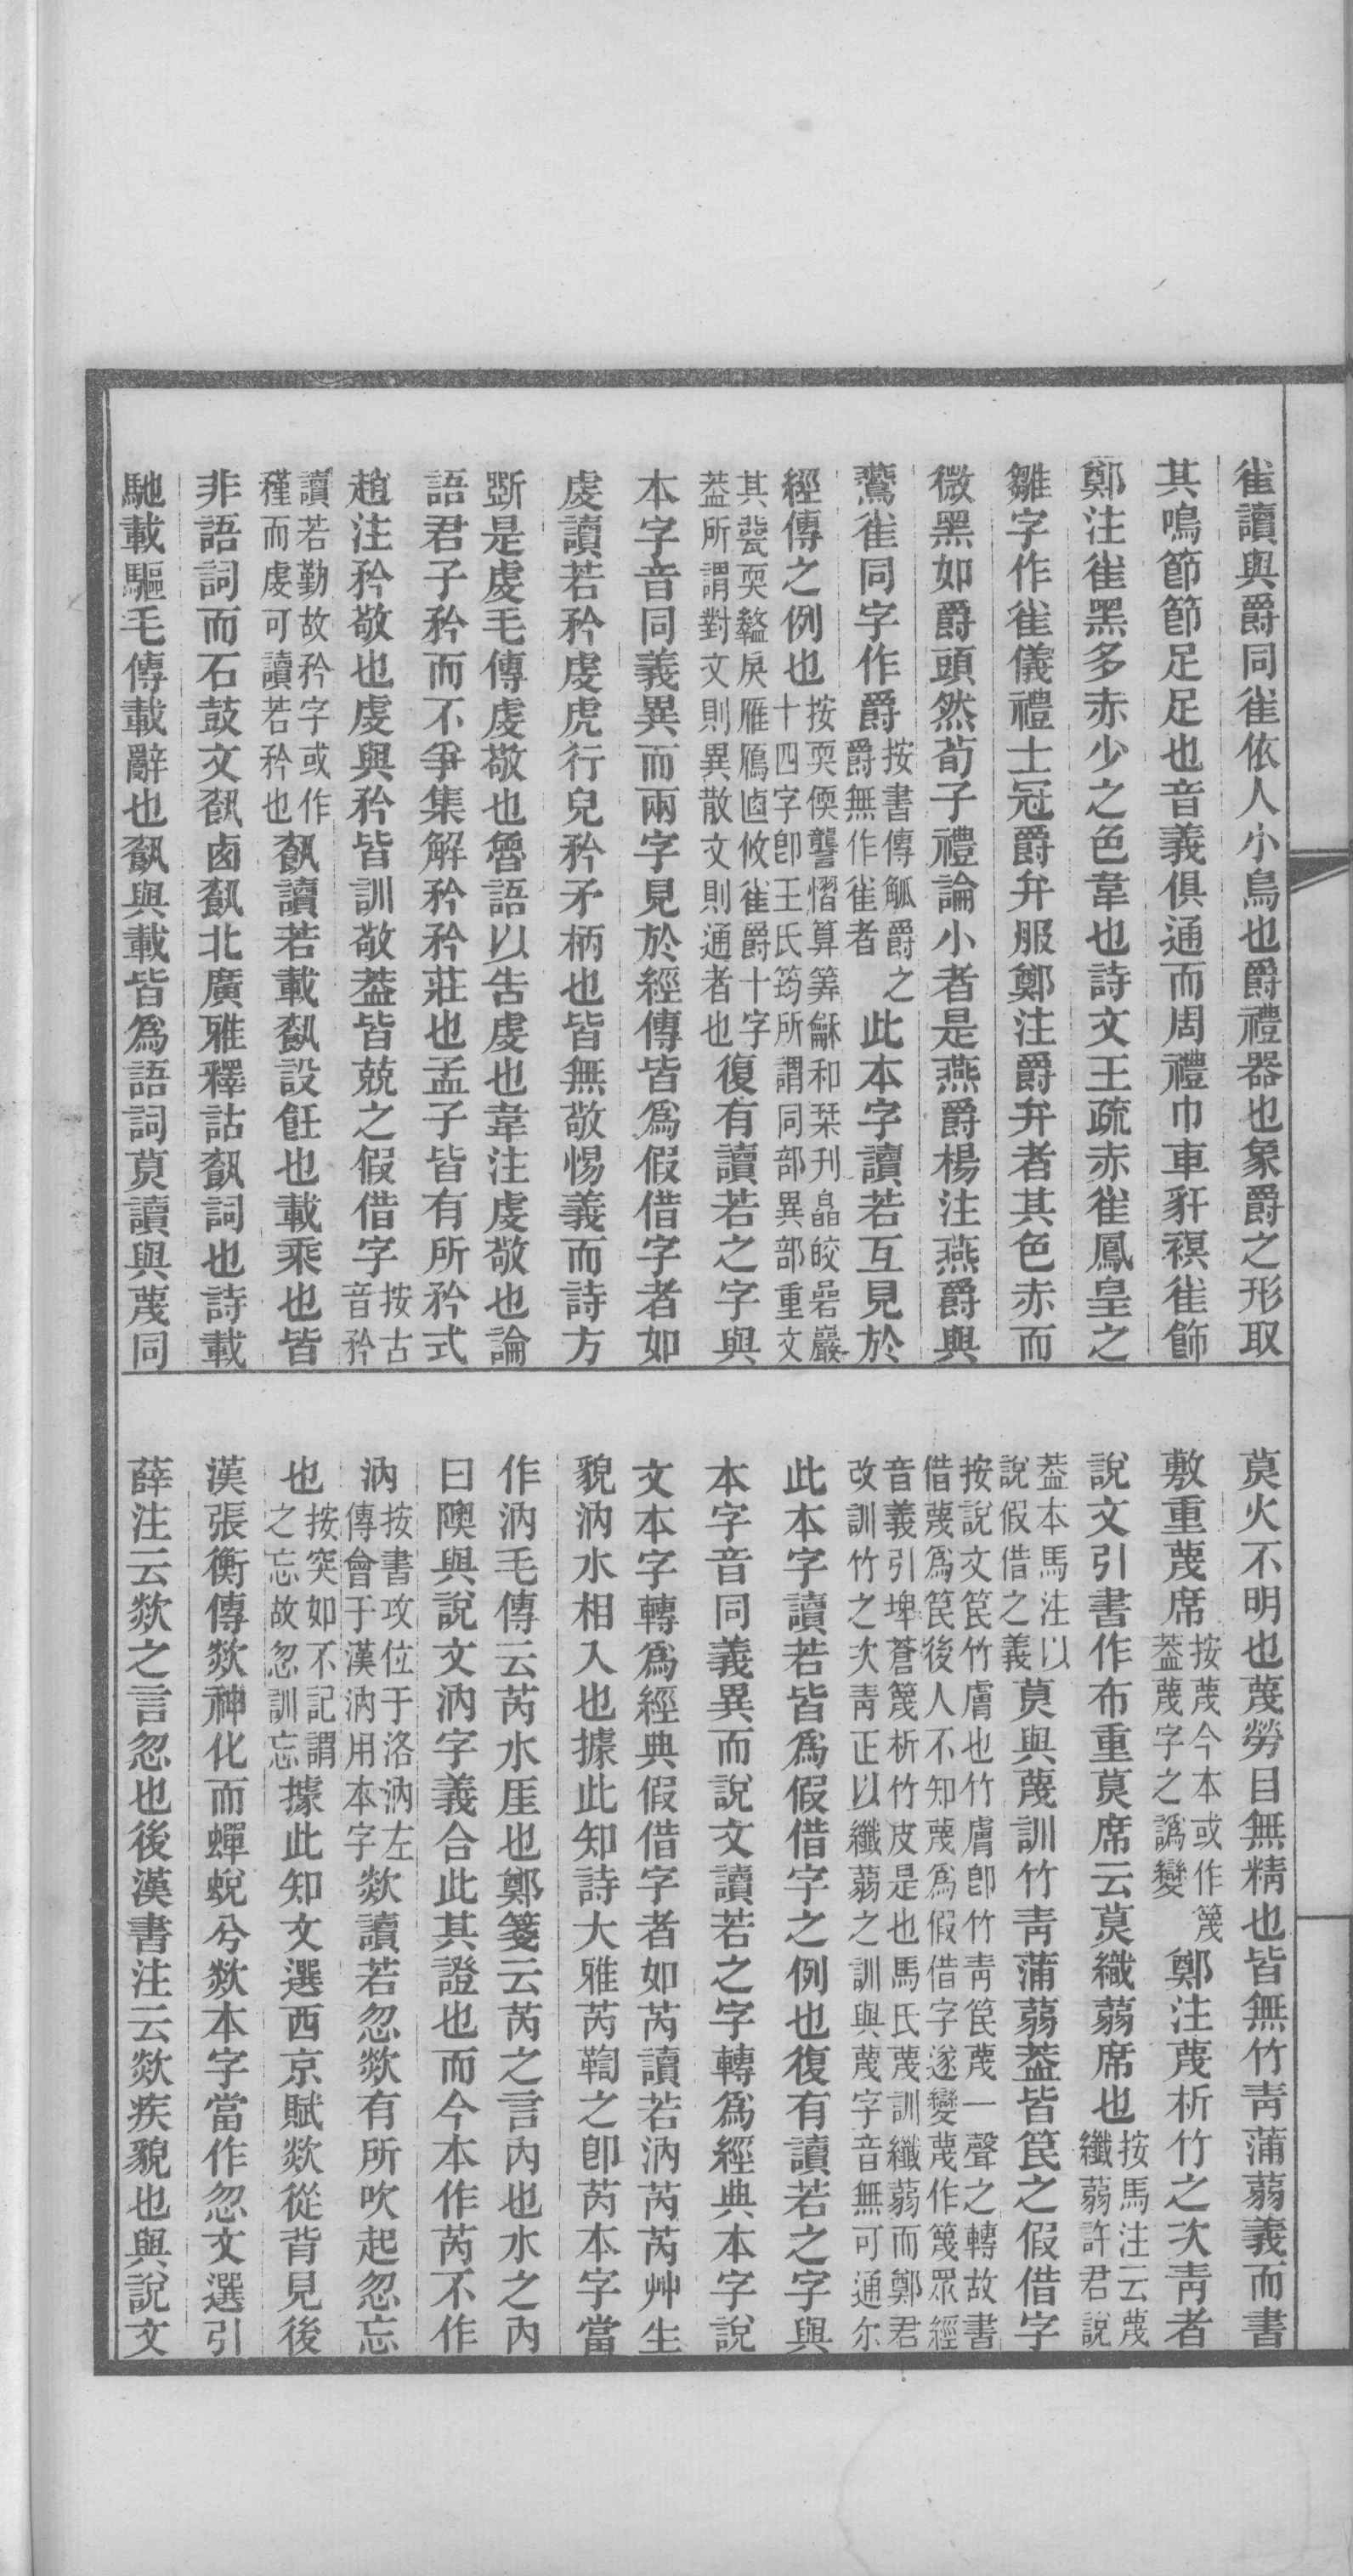 雀讀與爵同雀依人小鳥也爵禮器也象爵之形取
其鳴節節足足也音義俱通而周禮巾車豻䙝雀飾
鄭注雀黑多赤少之色韋也詩文王疏赤雀鳳皇之
雛字作雀儀禮士冠爵弁服鄭注爵弁者其色赤而
微黑如爵頭然荀子禮論小者是燕爵楊注燕爵與
鷰雀同字作爵按書傳觚爵之爵無作雀者此本字讀若互見於
經傳之例也按耎偄讋慴算筭龢和栞刊皛皎碞巖十四字卽王氏筠所謂同部異部重文
其㼱耎盭戾雁鴈卥攸雀爵十字葢所謂對文則異散文則通者也復有讀若之字與
本字音同義異而兩字見於經傳皆爲假借字者如
虔讀若矜虔虎行皃矜矛柄也皆無敬惕義而詩方
斲是虔毛傳虔敬也魯語以告虔也韋注虔敬也論
語君子矜而不爭集解矜矜莊也孟子皆有所矜式
趙注矜敬也虔與矜皆訓敬葢皆兢之假借字按古音矜
讀若勤故矜字或作㮚而虔可讀若矜也𩛥讀若載𩛥設飪也載乘也皆
非語詞而石鼓文𩛥鹵𩛥北廣雅釋詁𩛥詞也詩載
馳載驅毛傳載辭也𩛥與載皆爲語詞莫讀與蔑同
莫火不明也蔑勞目無精也皆無竹靑蒲蒻義而書
敷重蔑席按蔑今本或作篾葢蔑字之譌變鄭注蔑析竹之次靑者
說文引書作布重莫席云莫織蒻席也按馬注云蔑纖蒻許君說
葢本馬注以說假借之義莫與蔑訓竹靑蒲蒻葢皆笢之假借字
按說文笢竹膚也竹膚卽竹靑笢蔑一聲之轉故書借蔑爲笢後人不知蔑爲假借字遂變蔑作篾眾經
音義引埤蒼篾析竹皮是也馬氏蔑訓纖蒻而鄭君改訓竹之次靑正以纖蒻之訓與蔑字音無可通尒
此本字讀若皆爲假借字之例也復有讀若之字與
本字音同義異而說文讀若之字轉爲經典本字說
文本字轉爲經典假借字者如芮讀若汭芮芮艸生
貌汭水相入也據此知詩大雅芮鞫之卽芮本字當
作汭毛傳云芮水厓也鄭箋云芮之言內也水之內
曰隩與說文汭字義合此其證也而今本作芮不作
汭按書攻位于洛汭左傳會于漢汭用本字欻讀若忽欻有所吹起忽忘
也按突如不記謂之忘故忽訓忘據此知文選西京賦欻從背見後
漢張衡傳欻神化而蟬蛻兮欻本字當作忽文選引
薛注云欻之言忽也後漢書注云欻疾貌也與說文